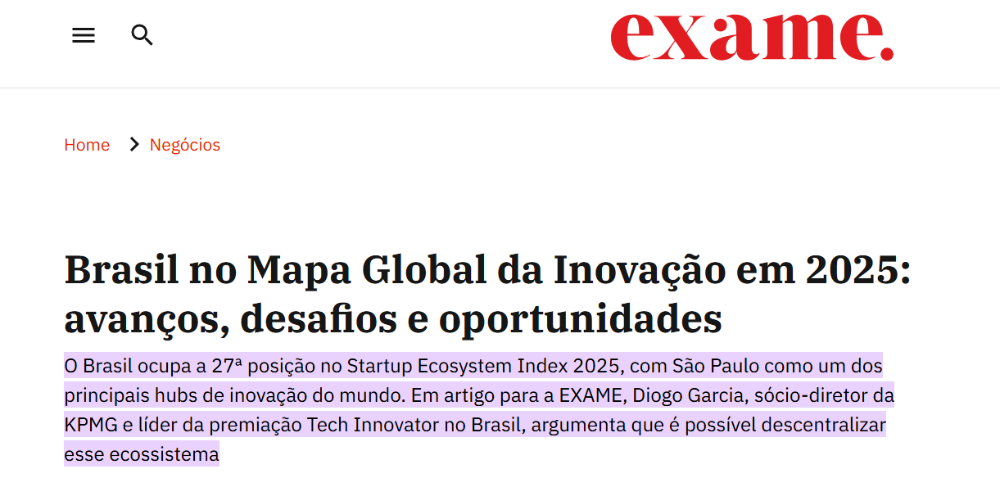 exame.
Home > Negócios
Brasil no Mapa Global da Inovação em 2025:
avanços, desafios e oportunidades
O Brasil ocupa a 27ª posição no Startup Ecosystem Index 2025, com São Paulo como um dos
principais hubs de inovação do mundo. Em artigo para a EXAME, Diogo Garcia, sócio-diretor da
KPMG e líder da premiação Tech Innovator no Brasil, argumenta que é possível descentralizar
esse ecossistema